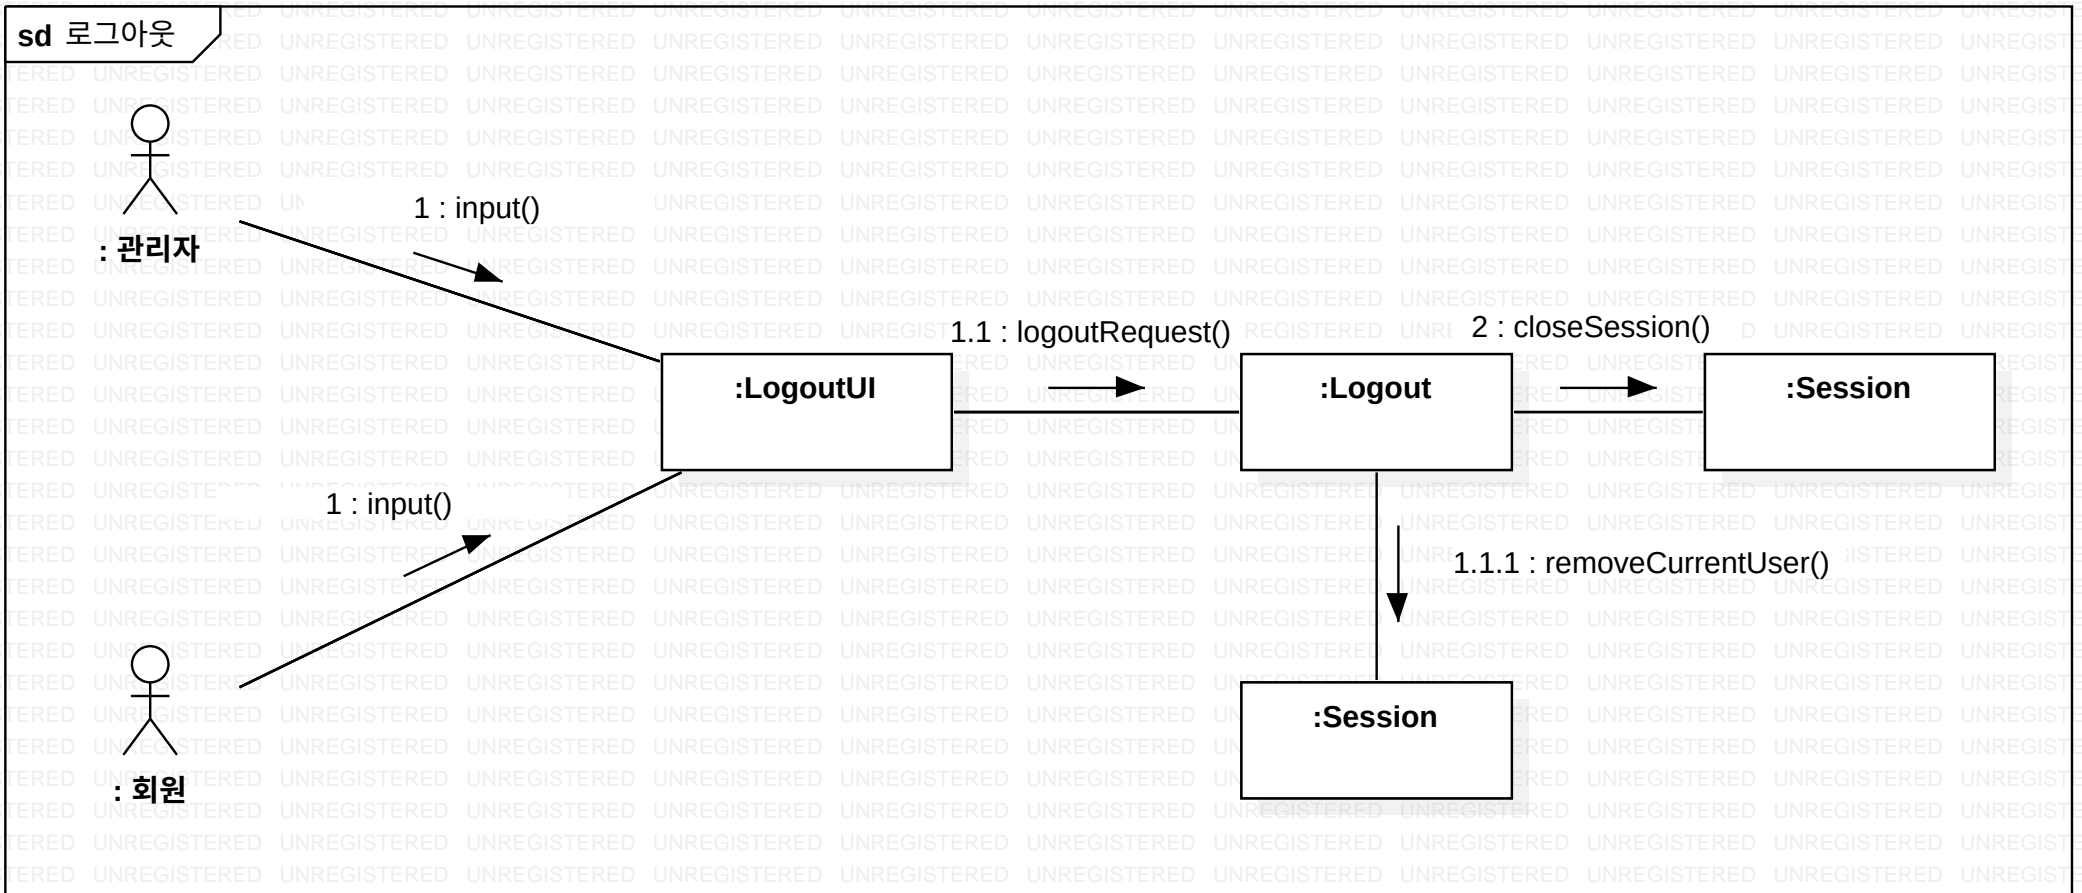 sd 로그아웃
: 관리자
1 : input()
1.1 : logoutRequest()
2 : closeSession()
:LogoutUI
:Logout
:Session
1 : input()
1.1.1 : removeCurrentUser()
:Session
: 회원
UNREGISTERED